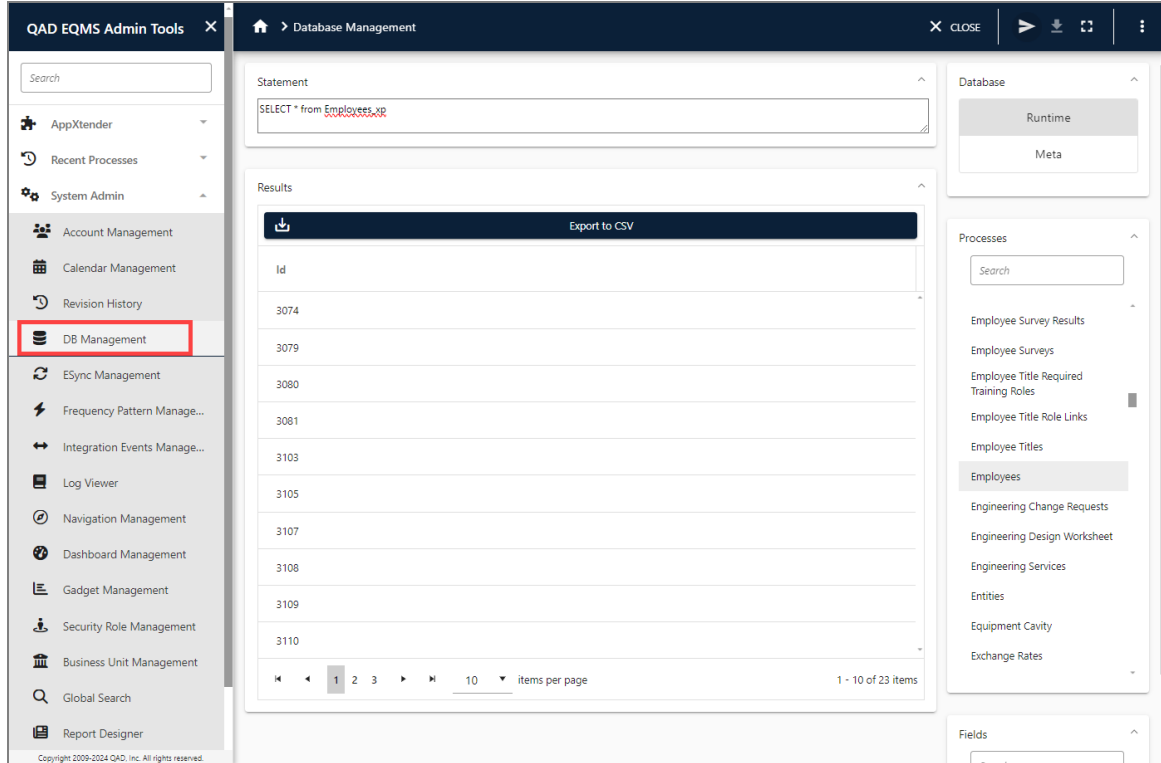 QAD EQMS Admin Tools
Search
AppXtender
Recent Processes
System Admin
Account Management
Calendar Management
Revision History
DB Management
ESync Management
Frequency Pattern Manage...
Integration Events Manage...
Log Viewer
Navigation Management
Dashboard Management
Gadget Management
Security Role Management
Business Unit Management
Global Search
Report Designer
Copyright 2009-2024 QAD, Inc. All rights reserved.
Database Management
CLOSE
Statement
SELECT * from Employees_xp
Results
Export to CSV
Id
3074
3079
3080
3081
3103
3105
3107
3108
3109
3110
1 2 3 10 items per page 1 - 10 of 23 items
Database
Runtime
Meta
Processes
Search
Employee Survey Results
Employee Surveys
Employee Title Required
Training Roles
Employee Title Role Links
Employee Titles
Employees
Engineering Change Requests
Engineering Design Worksheet
Engineering Services
Entities
Equipment Cavity
Exchange Rates
Fields